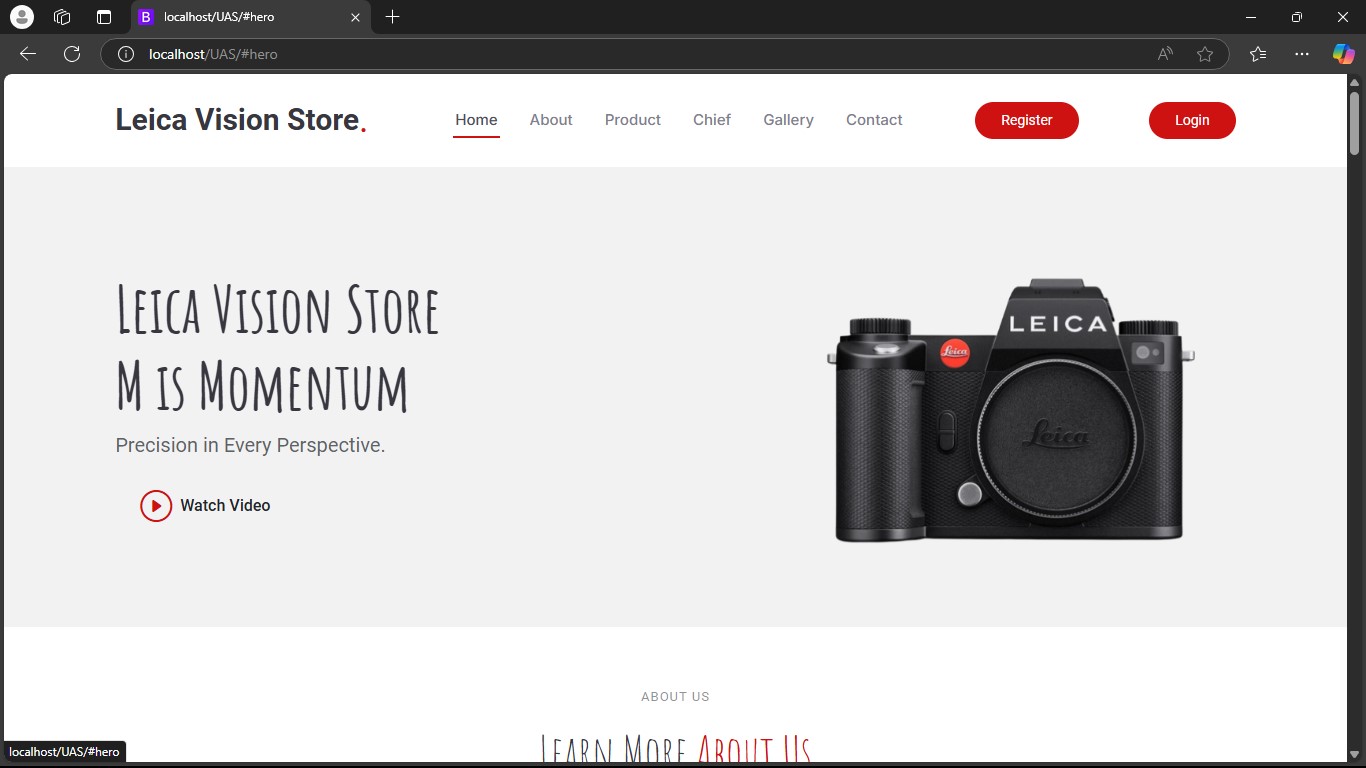 B localhost/UAS/#hero
localhost/UAS/#hero
Leica Vision Store.
Home About Product Chief Gallery Contact Register Login
Leica Vision Store
M is Momentum
Precision in Every Perspective.
Watch Video
LEICA
Leica
Leica
ABOUT US
Learn More About Us
localhost/UAS/#hero